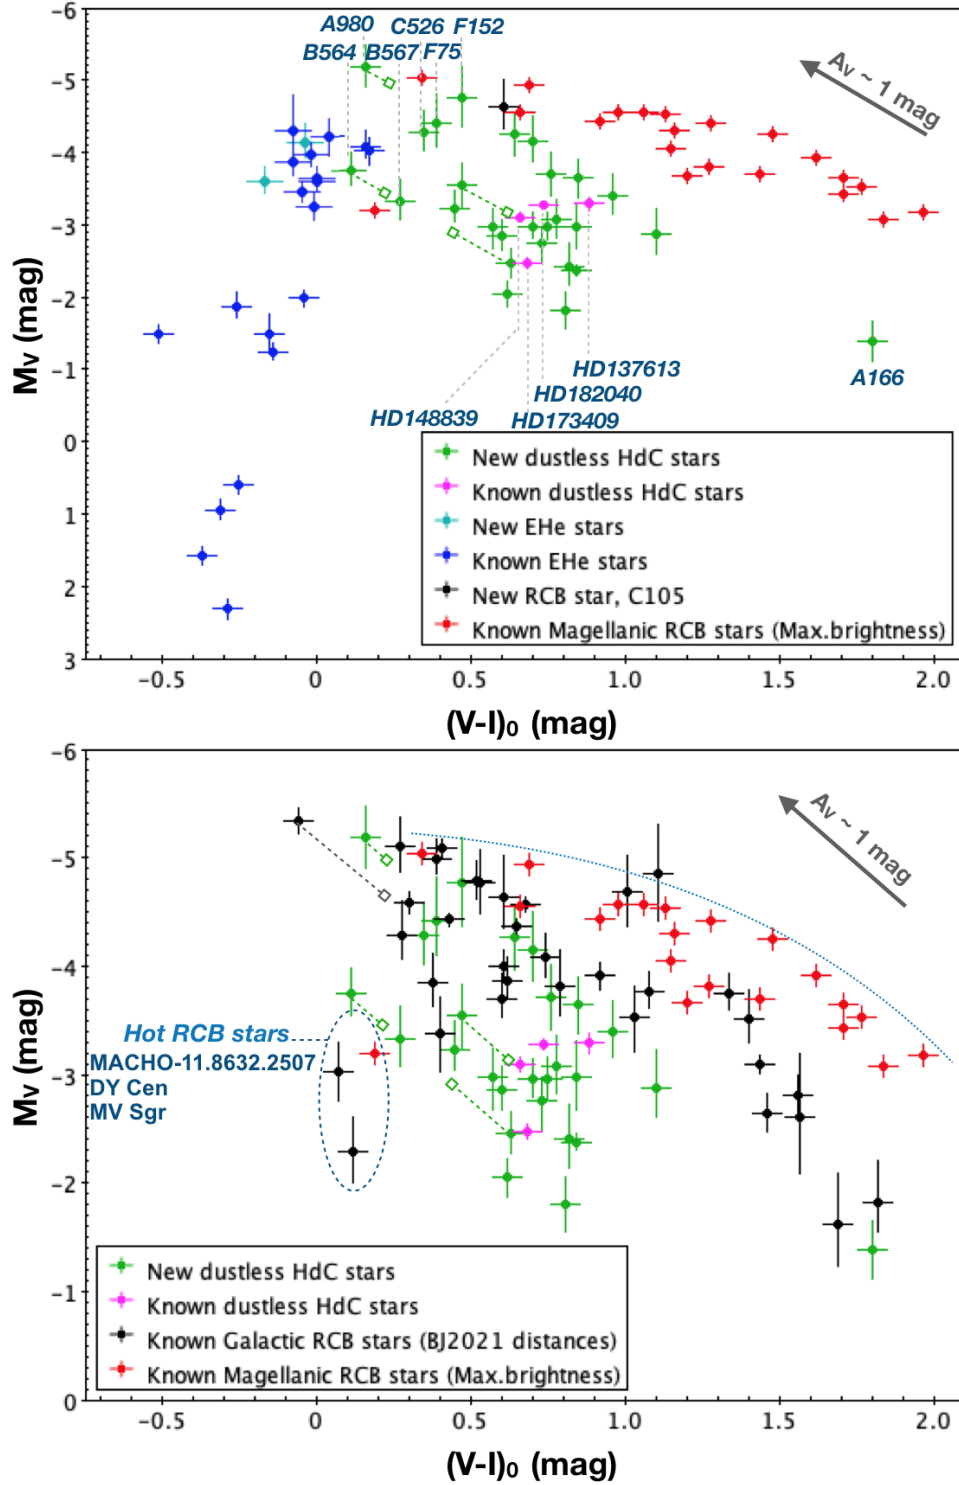 −6
A980 C526 F152
B564 B567 F75
−5
Av ~ 1 mag
−4
−3
−2
−1
0
1
2
3
Mv (mag)
HD137613
A166
HD182040
HD148839
HD173409
New dustless HdC stars
Known dustless HdC stars
New EHe stars
Known EHe stars
New RCB star, C105
Known Magellanic RCB stars (Max.brightness)
−0.5 0 0.5 1.0 1.5 2.0
(V-I)0 (mag)
−6
−5
Av ~ 1 mag
−4
−3
−2
−1
0
Mv (mag)
Hot RCB stars
MACHO-11.8632.2507
DY Cen
MV Sgr
New dustless HdC stars
Known dustless HdC stars
Known Galactic RCB stars (BJ2021 distances)
Known Magellanic RCB stars (Max.brightness)
−0.5 0 0.5 1.0 1.5 2.0
(V-I)0 (mag)